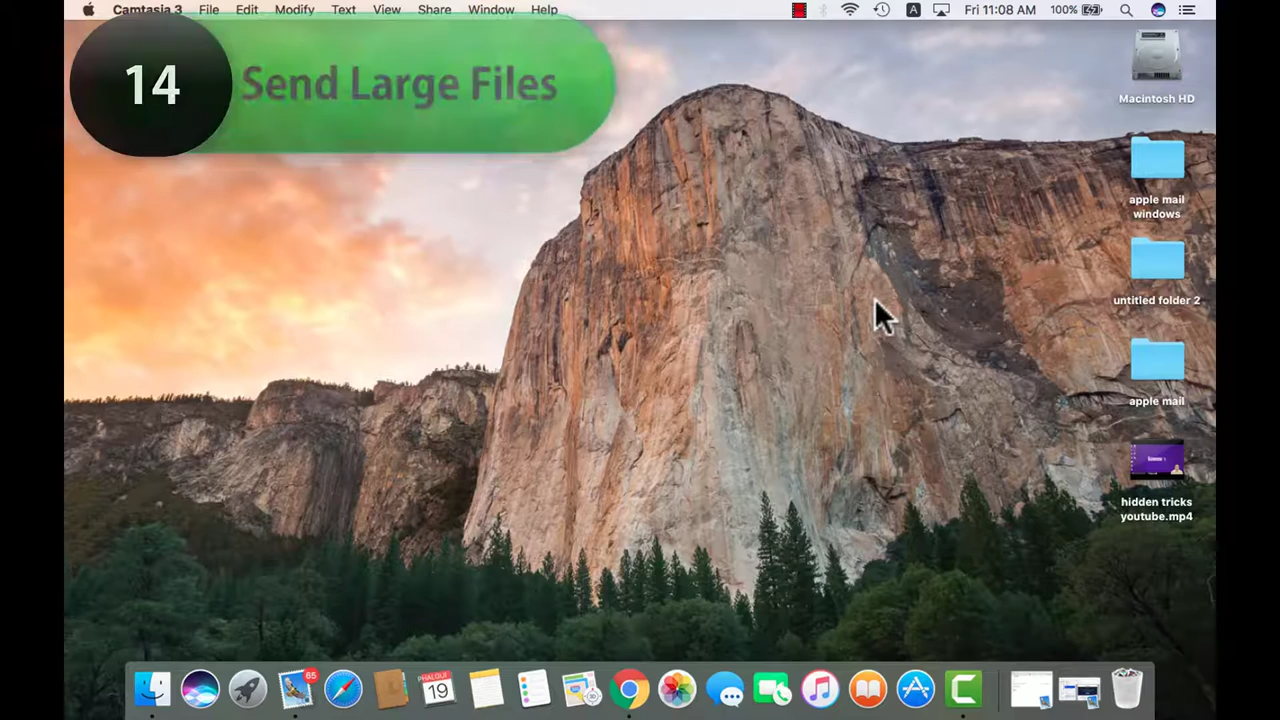 Camtasia 3 File Edit Modify Text View Share Window Help
A
Fri 11:08 AM 100%
14 Send Large Files
Macintosh HD
apple mail
windows
untitled folder 2
apple mail
hidden tricks
youtube.mp4
65
19